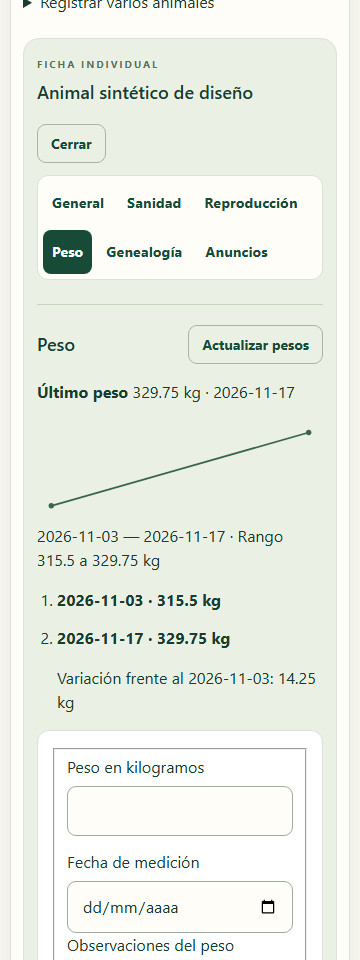 Registrar varios animales
FICHA INDIVIDUAL
Animal sintético de diseño
Cerrar
General Sanidad Reproducción
Peso Genealogía Anuncios
Peso Actualizar pesos
Último peso 329.75 kg · 2026-11-17
2026-11-03 — 2026-11-17 · Rango
315.5 a 329.75 kg
1. 2026-11-03 · 315.5 kg
2. 2026-11-17 · 329.75 kg
Variación frente al 2026-11-03: 14.25
kg
Peso en kilogramos
Fecha de medición
dd/mm/aaaa
Observaciones del peso